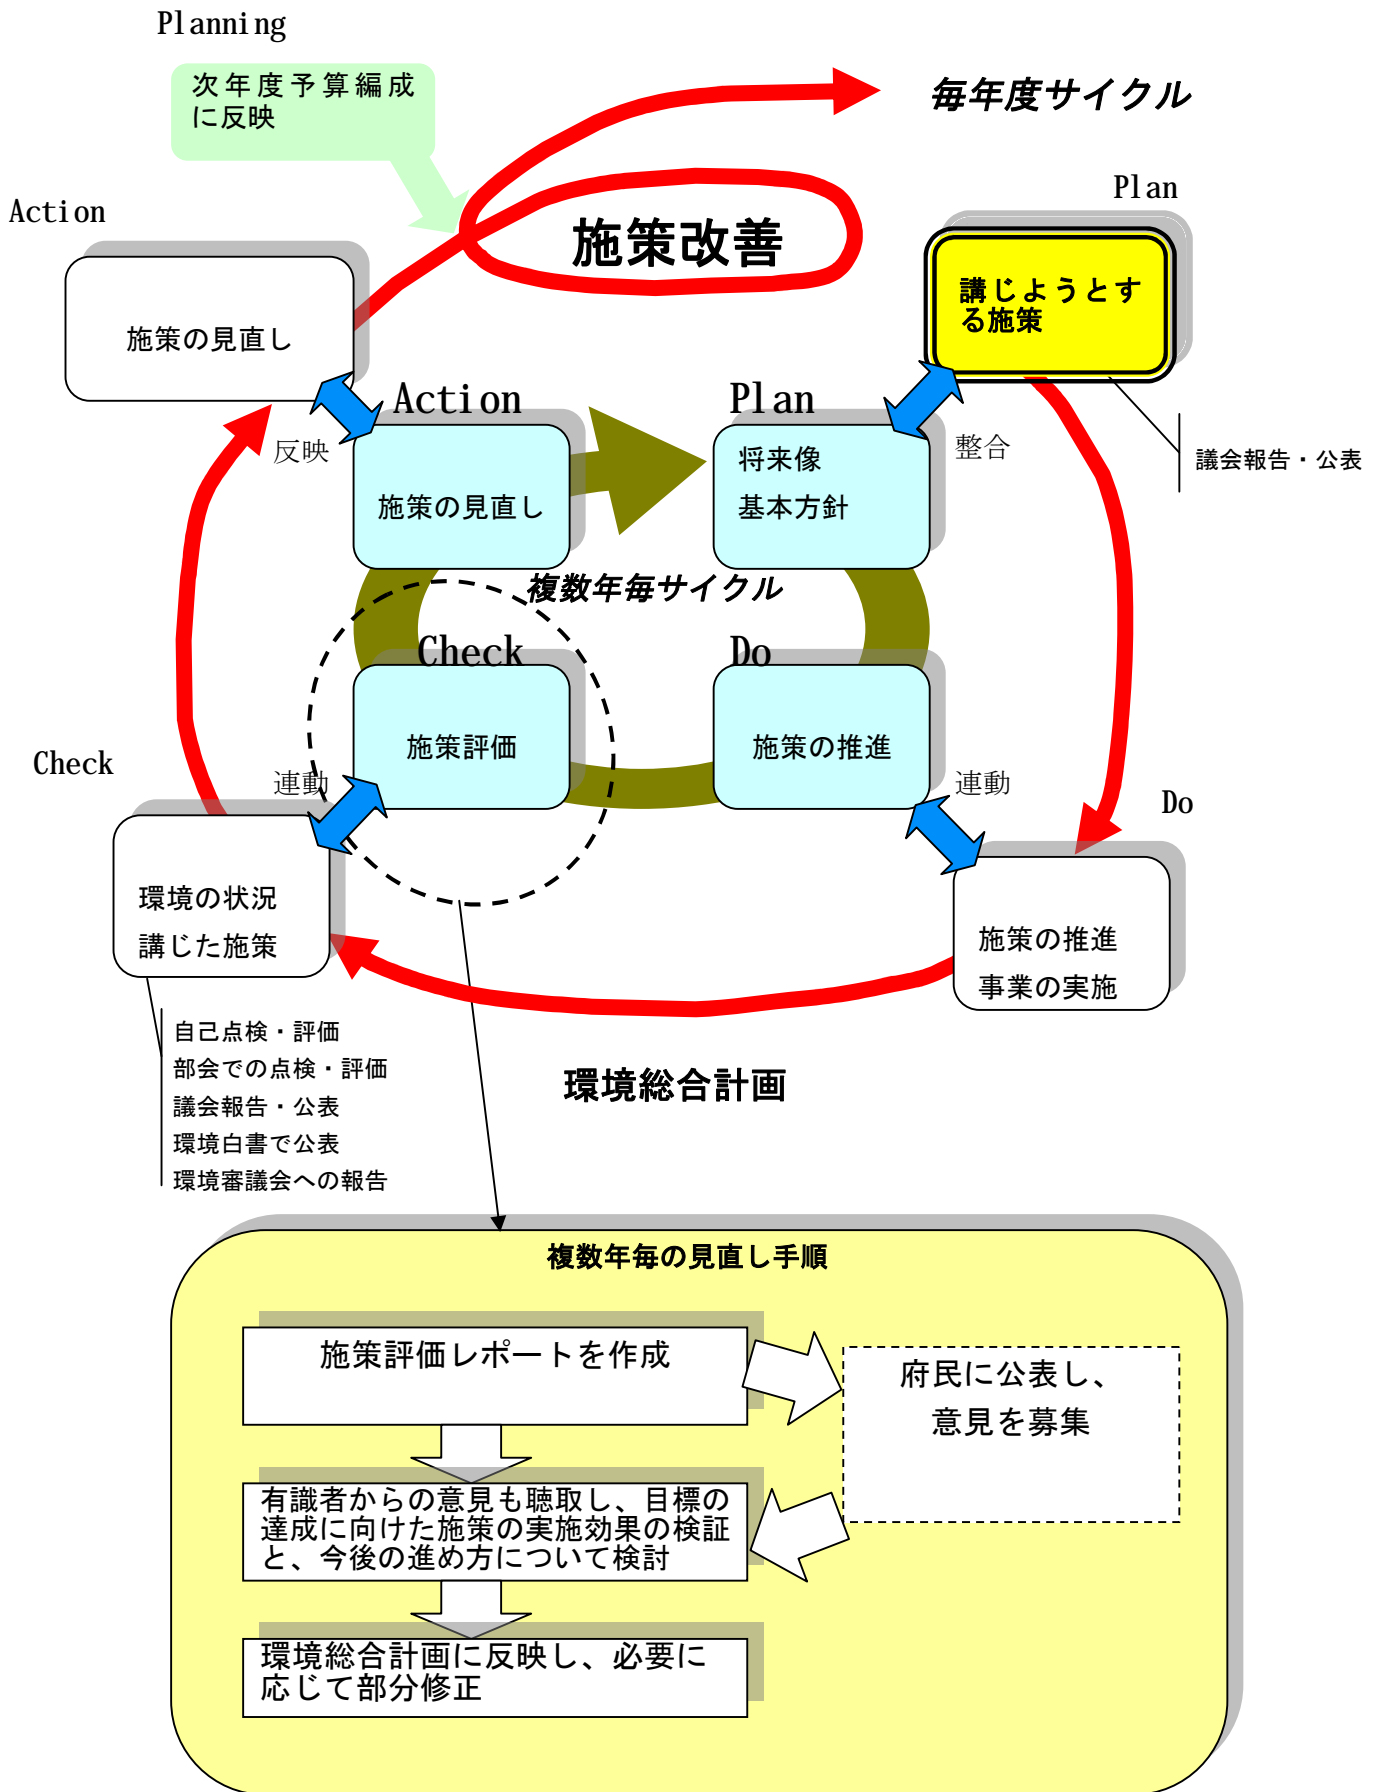 Planning
次年度予算編成
に反映
毎年度サイクル
Action
施策改善
Plan
講じようとす
る施策
施策の見直し
Action
Plan
反映
整合
議会報告・公表
施策の見直し
将来像
基本方針
複数年毎サイクル
Check
Do
施策評価
施策の推進
Check
連動
連動
Do
環境の状況
講じた施策
施策の推進
事業の実施
自己点検・評価
部会での点検・評価
議会報告・公表
環境白書で公表
環境審議会への報告
環境総合計画
複数年毎の見直し手順
施策評価レポートを作成
府民に公表し、
意見を募集
有識者からの意見も聴取し、目標の
達成に向けた施策の実施効果の検証
と、今後の進め方について検討
環境総合計画に反映し、必要に
応じて部分修正